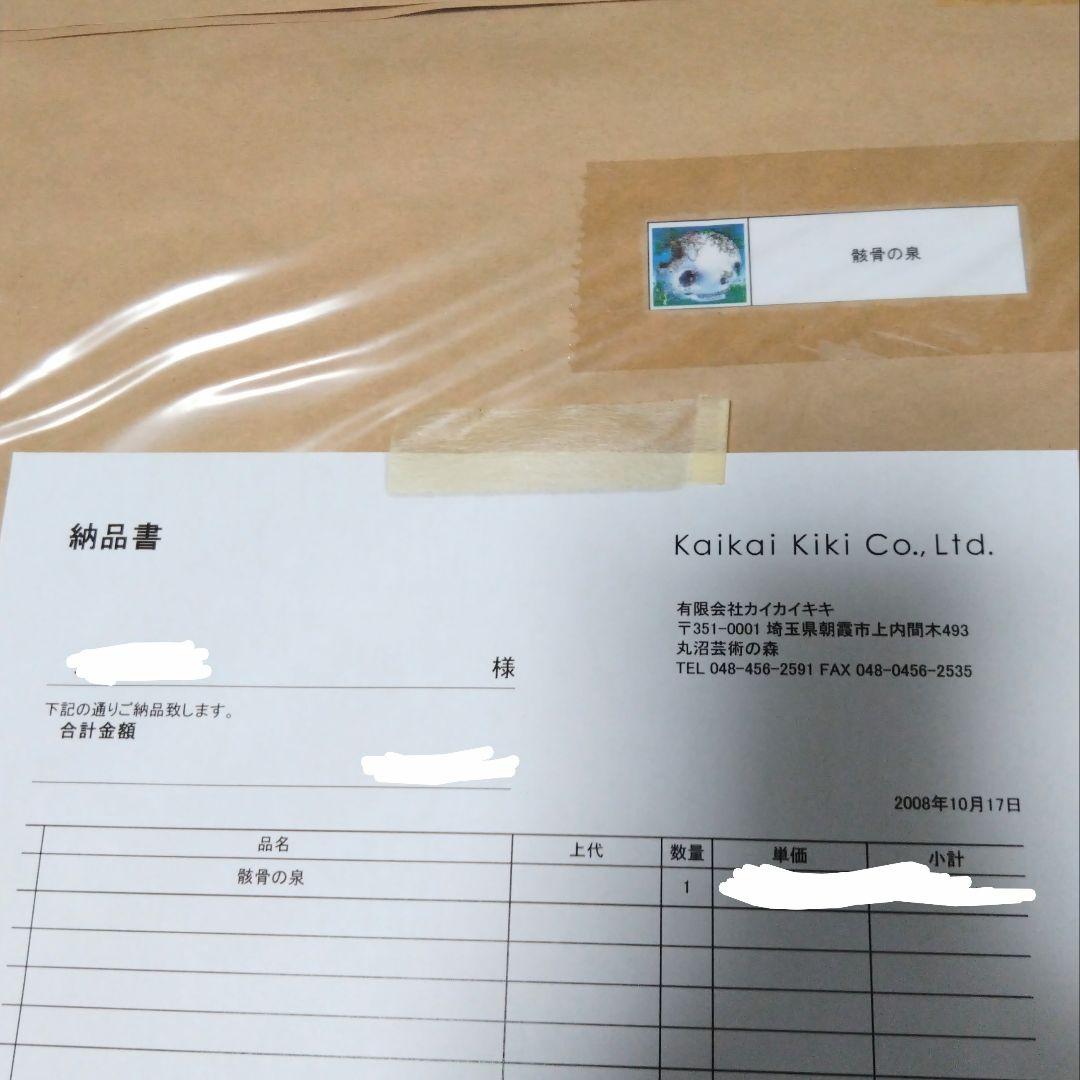 骸骨の泉
納品書
Kaikai Kiki Co., Ltd.
有限会社カイカイキキ
〒351-0001 埼玉県朝霞市上内間木493
丸沼芸術の森
TEL 048-456-2591 FAX 048-0456-2535
様
下記の通りご納品致します。
合計金額
2008年10月17日
品名 上代 数量 単価 小計
骸骨の泉 1